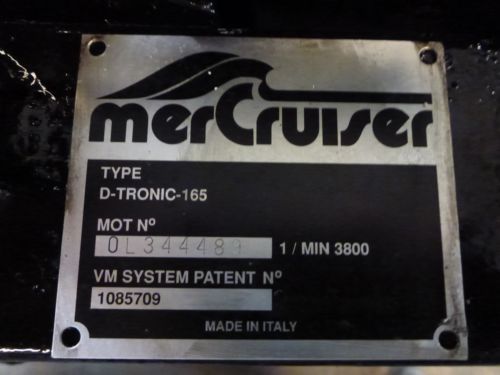 merCruiser
TYPE
D-TRONIC-165
MOT Nº
0L344489 1 / MIN 3800
VM SYSTEM PATENT Nº
1085709
MADE IN ITALY